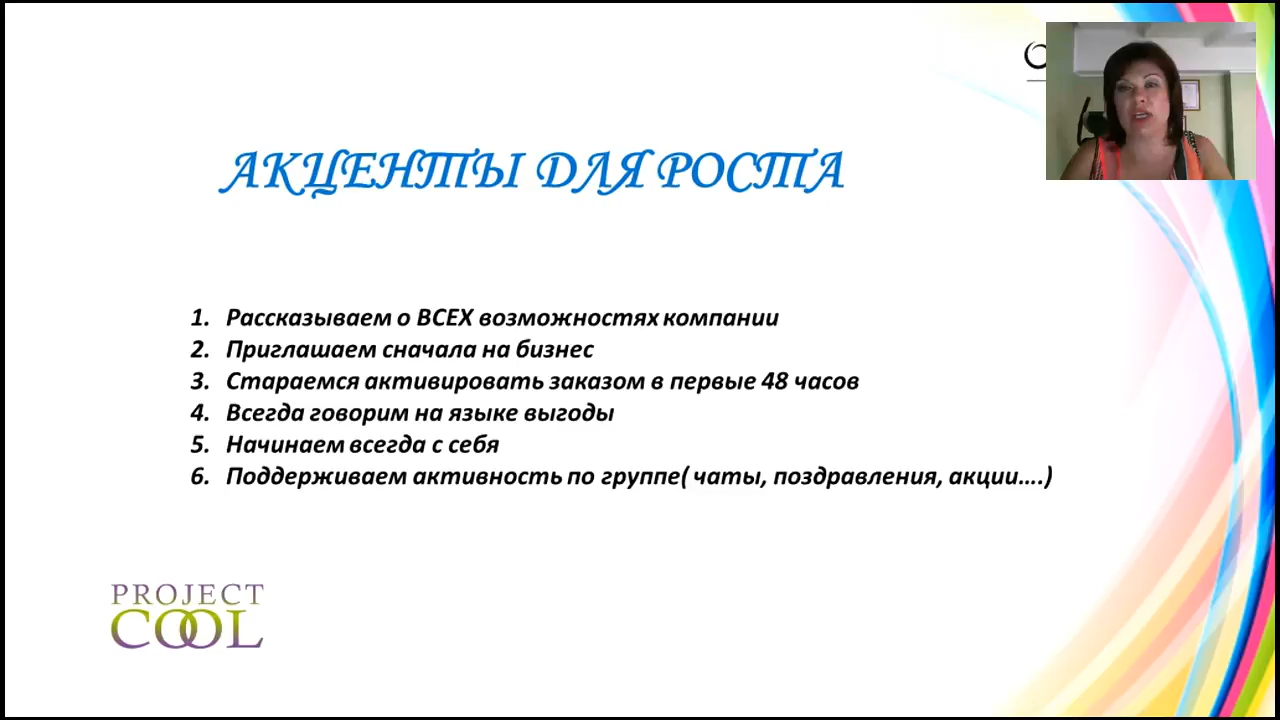 АКЦЕНТЫ ДЛЯ РОСТА
1. Рассказываем о ВСЕХ возможностях компании
2. Приглашаем сначала на бизнес
3. Стараемся активировать заказом в первые 48 часов
4. Всегда говорим на языке выгоды
5. Начинаем всегда с себя
6. Поддерживаем активность по группе( чаты, поздравления, акции....)
PROJECT
COOL